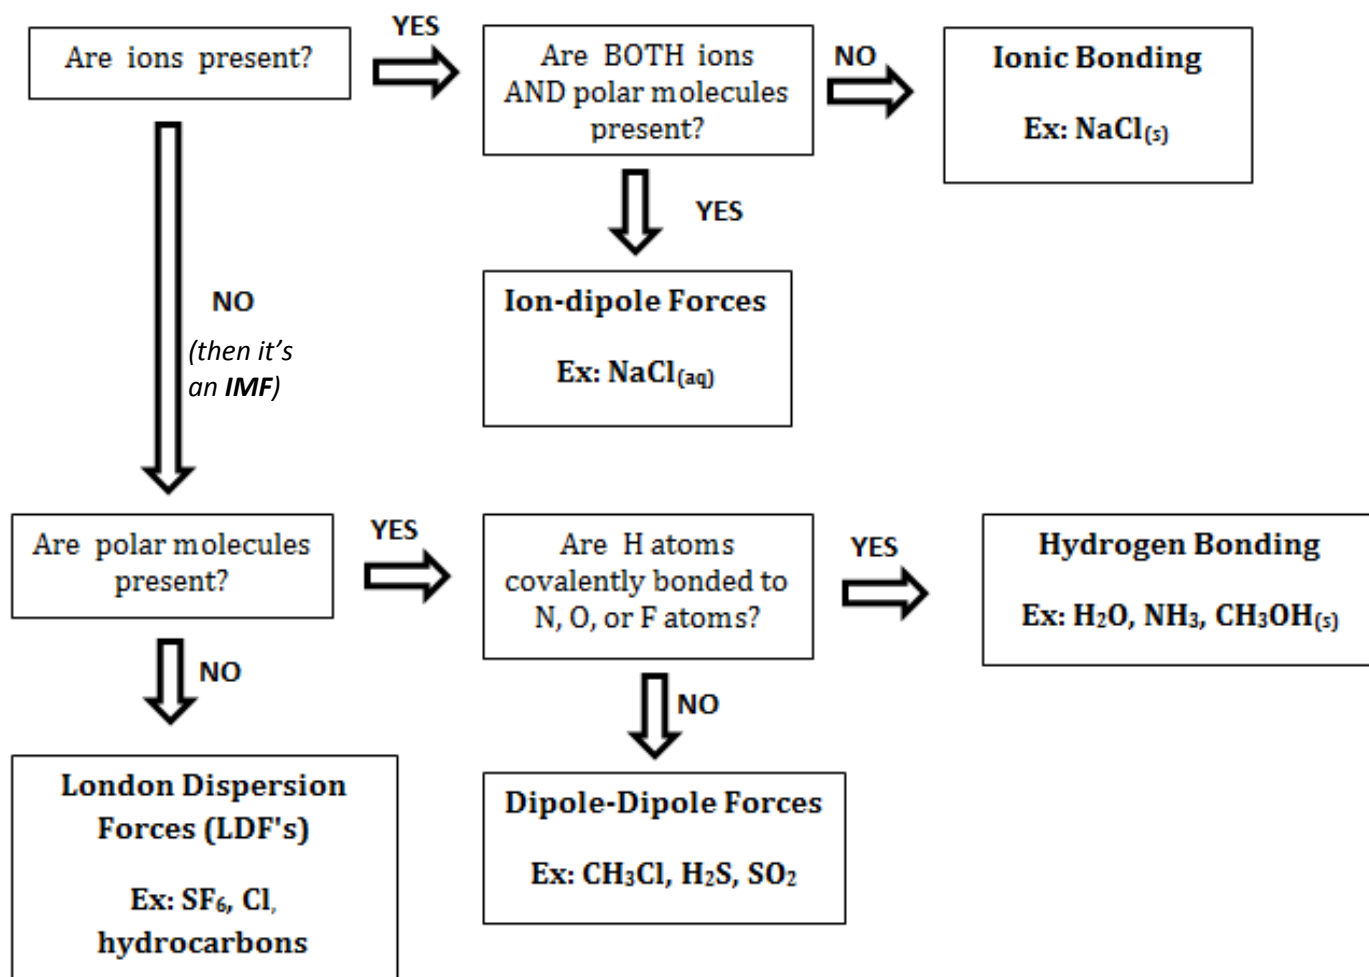 Are ions present?
YES
Are BOTH ions
AND polar molecules
present?
NO
Ionic Bonding
Ex: NaCl(s)
YES
Ion-dipole Forces
Ex: NaCl(aq)
NO
(then it's
an IMF)
Are polar molecules
present?
YES
Are H atoms
covalently bonded to
N, O, or F atoms?
YES
Hydrogen Bonding
Ex: H₂O, NH₃, CH₃OH(s)
NO
London Dispersion
Forces (LDF's)
Ex: SF₆, Cl,
hydrocarbons
NO
Dipole-Dipole Forces
Ex: CH₃Cl, H₂S, SO₂